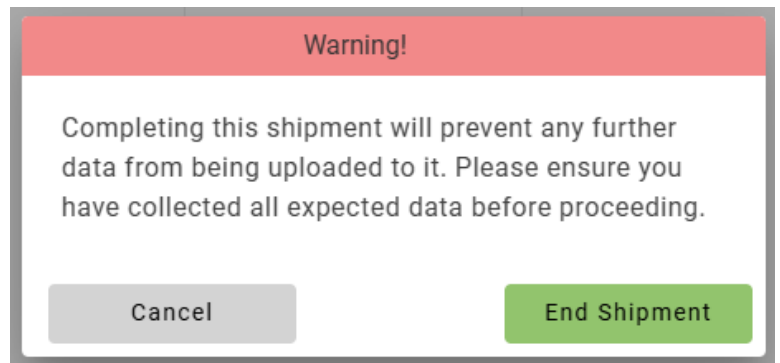 Warning!
Completing this shipment will prevent any further
data from being uploaded to it. Please ensure you
have collected all expected data before proceeding.
Cancel
End Shipment